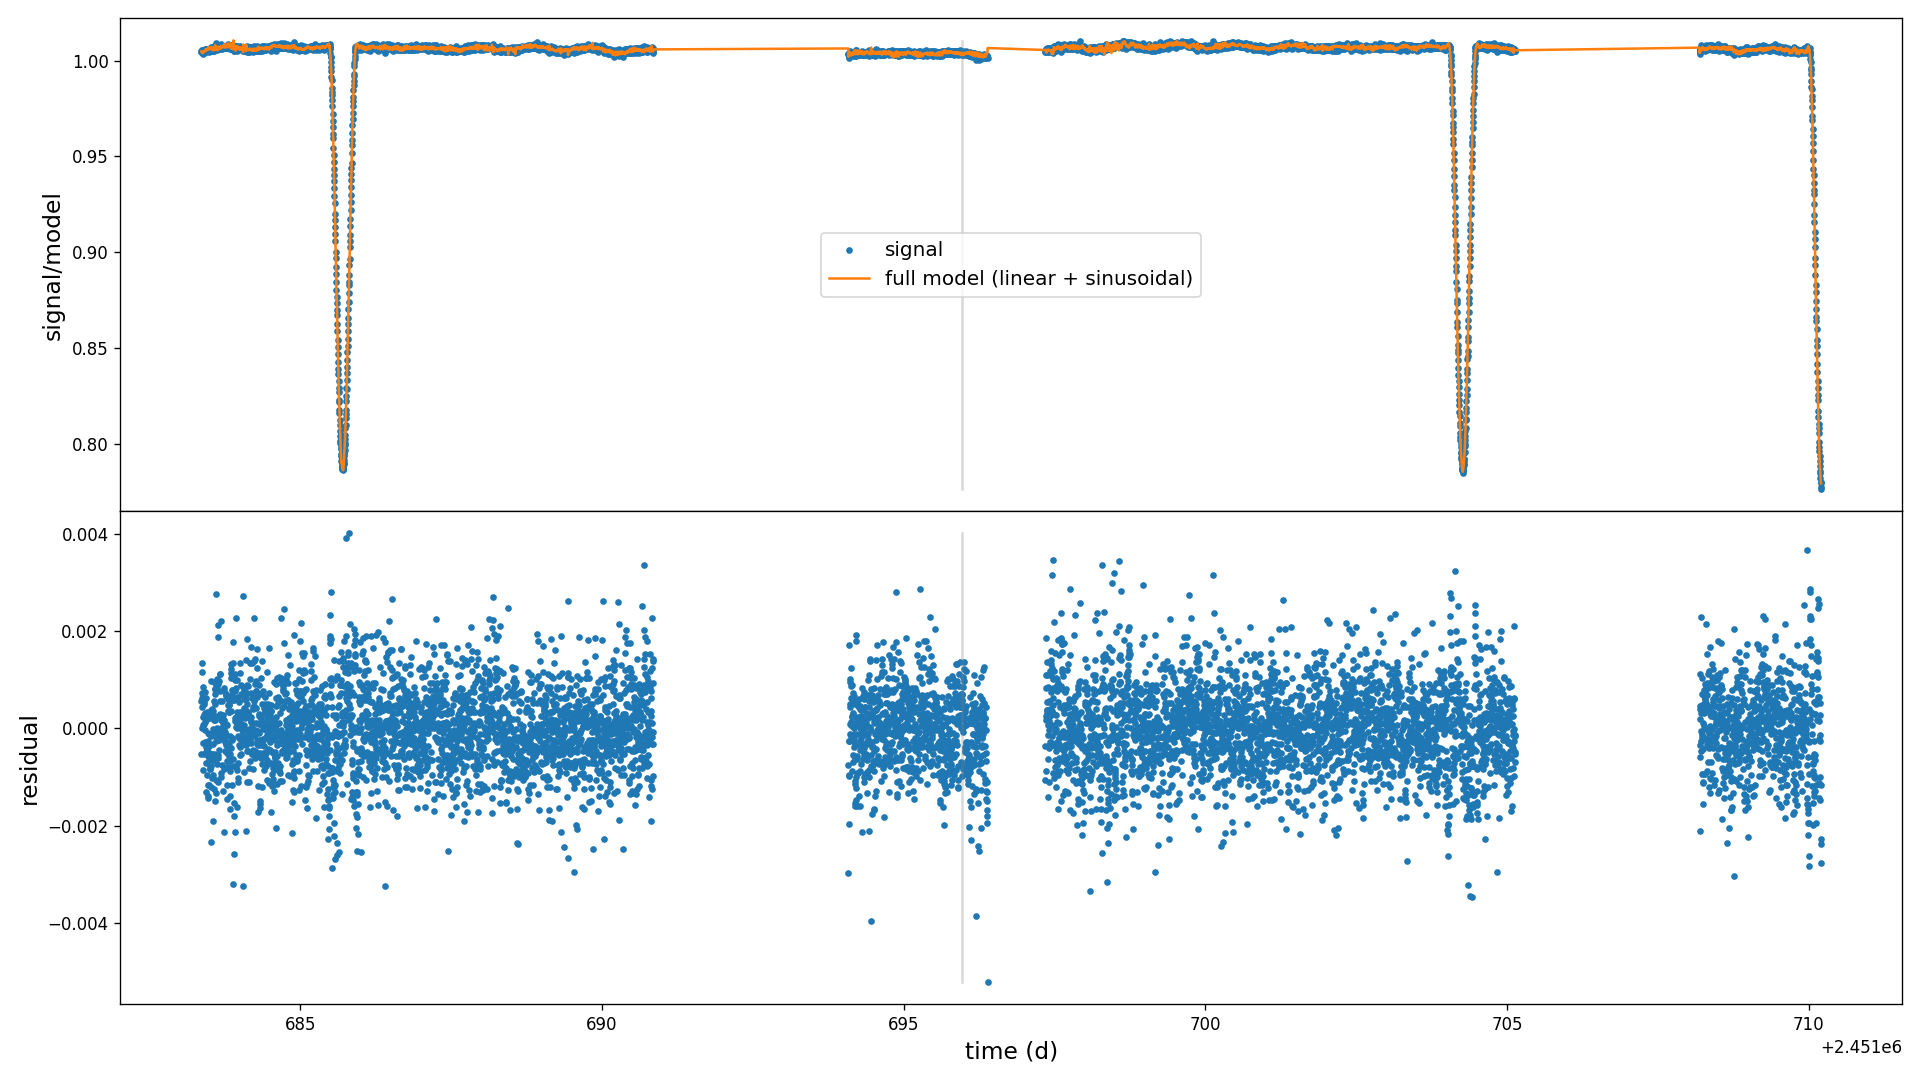 signal/model
1.00
0.95
0.90
0.85
0.80
signal
full model (linear + sinusoidal)
residual
0.004
0.002
0.000
−0.002
−0.004
685 690 695 700 705 710
time (d)
+2.451e6